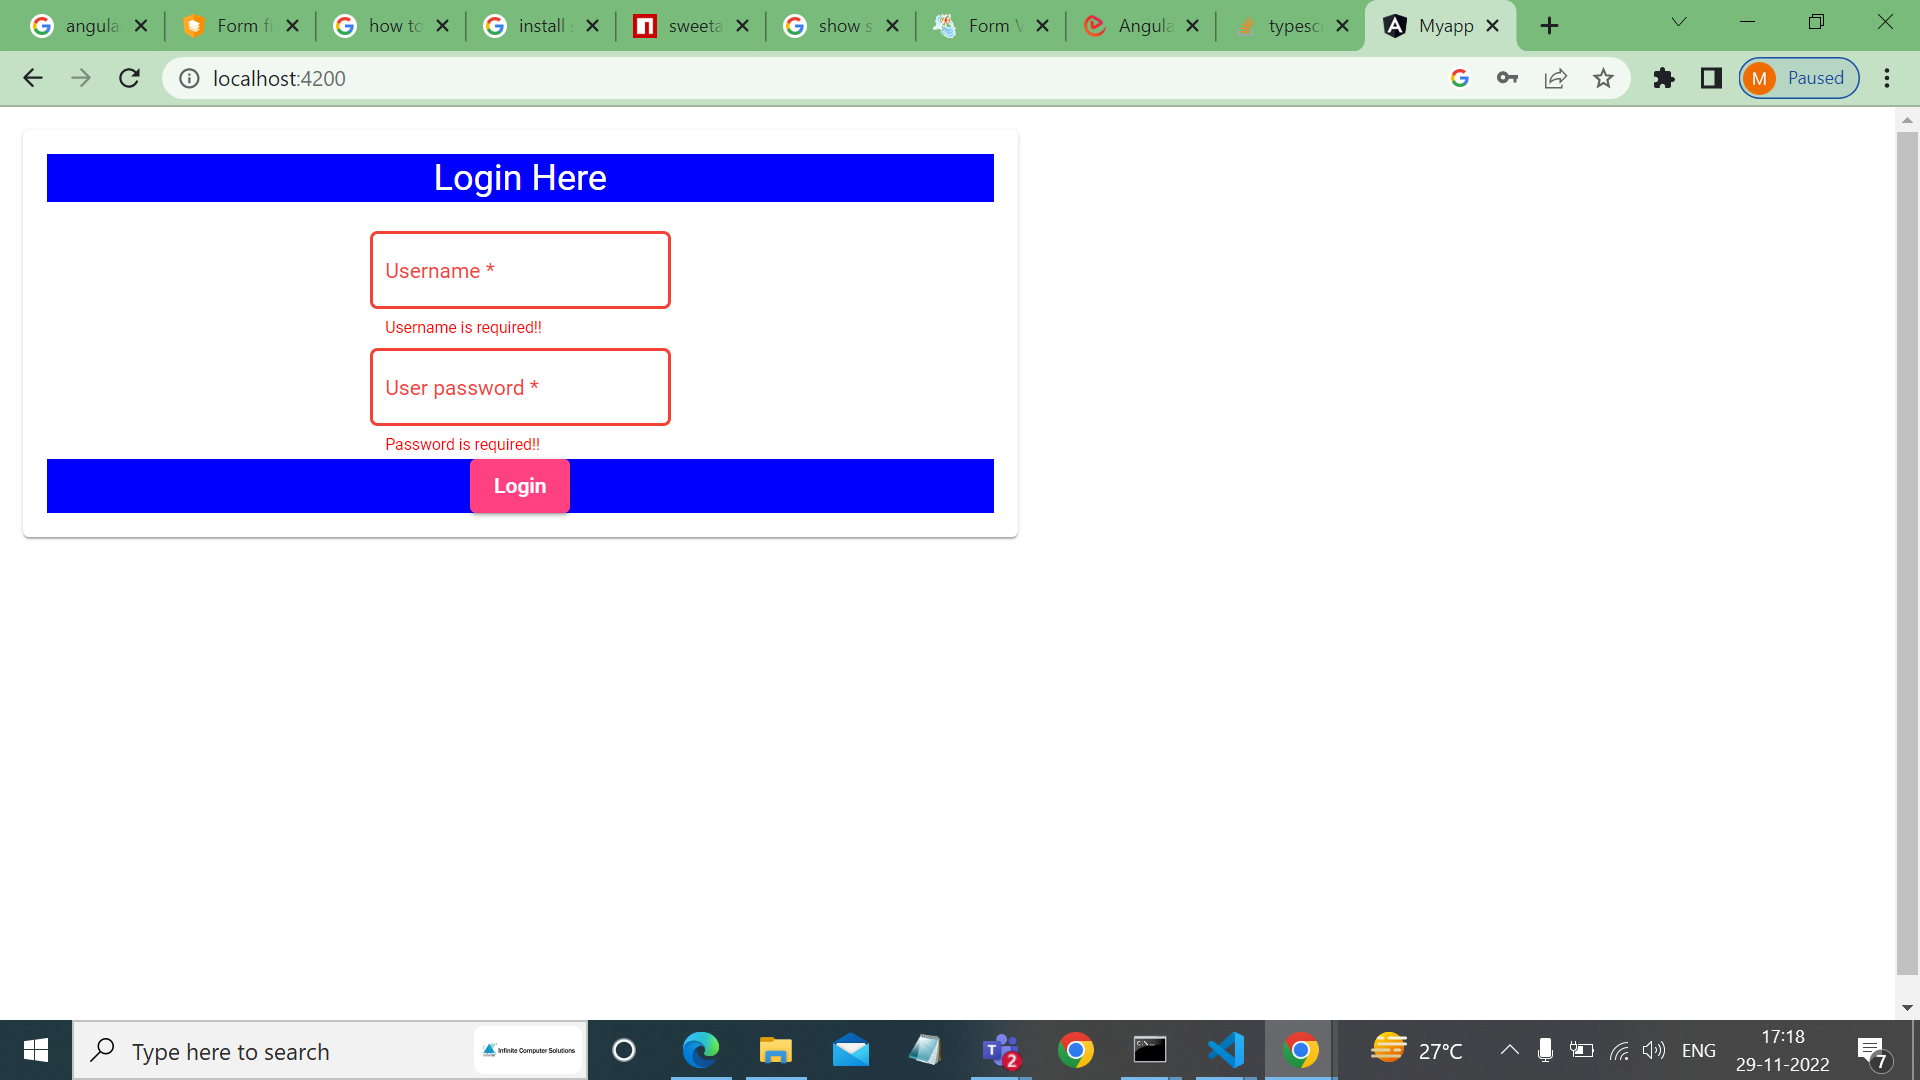 angula
Form fi
how to
install s
sweeta
show s
Form V
Angula
typesc
Myapp
localhost:4200
M
Paused
Login Here
Username *
Username is required!!
User password *
Password is required!!
Login
Type here to search
Infinite Computer Solutions
T
2
27°C
ENG
17:18
29-11-2022
7